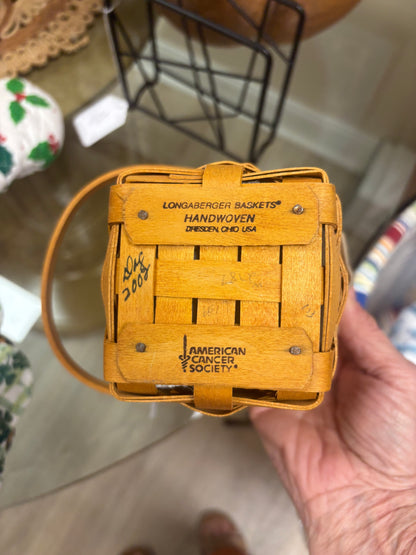 LONGABERGER BASKETS®
HANDWOVEN
DRESDEN, OHIO USA
2008
AMERICAN
CANCER
SOCIETY®